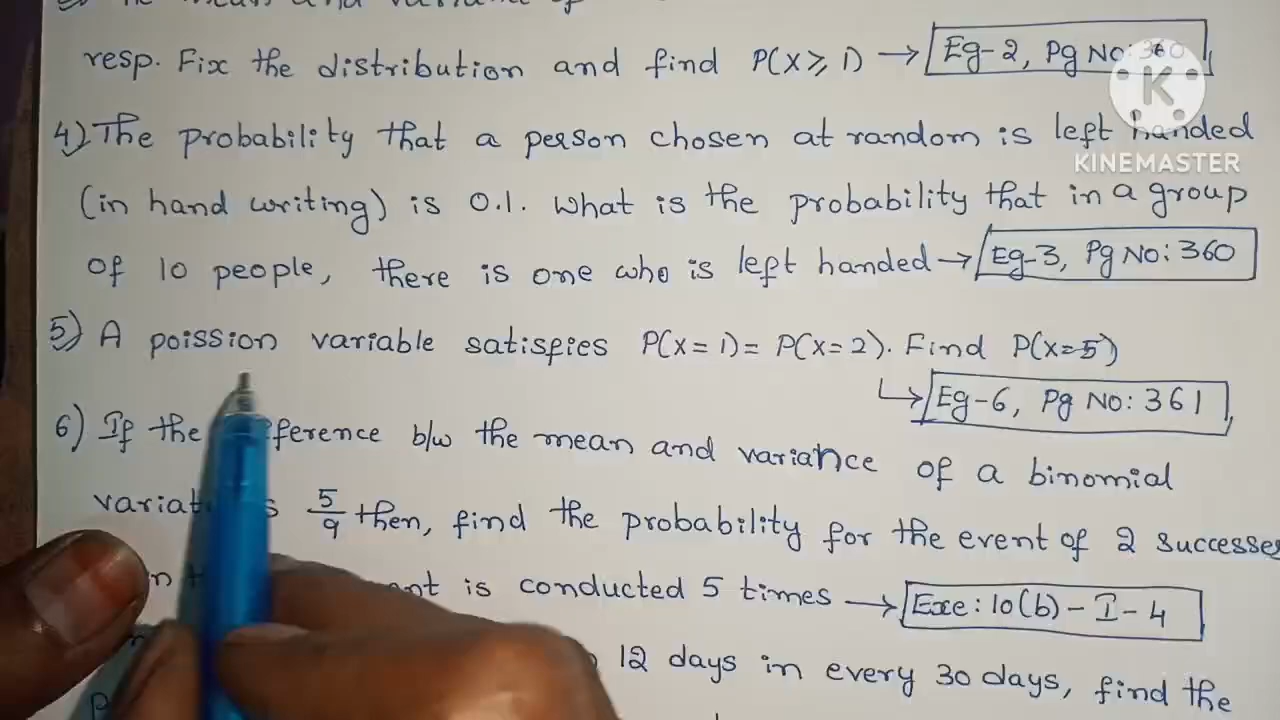 resp. Fix the distribution and find P(X ≥ 1) → Eg-2, Pg No: 360
K
KINEMASTER
4) The probability that a person chosen at random is left handed
(in hand writing) is 0.1. What is the probability that in a group
of 10 people, there is one who is left handed → Eg-3, Pg No: 360
5) A poission variable satisfies P(X=1) = P(X=2). Find P(X=5)
↳ Eg-6, Pg No: 361
6) If the b/w the mean and variance of a binomial
5/9 then, find the probability for the event of 2 successes
is conducted 5 times → Exe: 10(b) - I - 4
12 days in every 30 days, find the